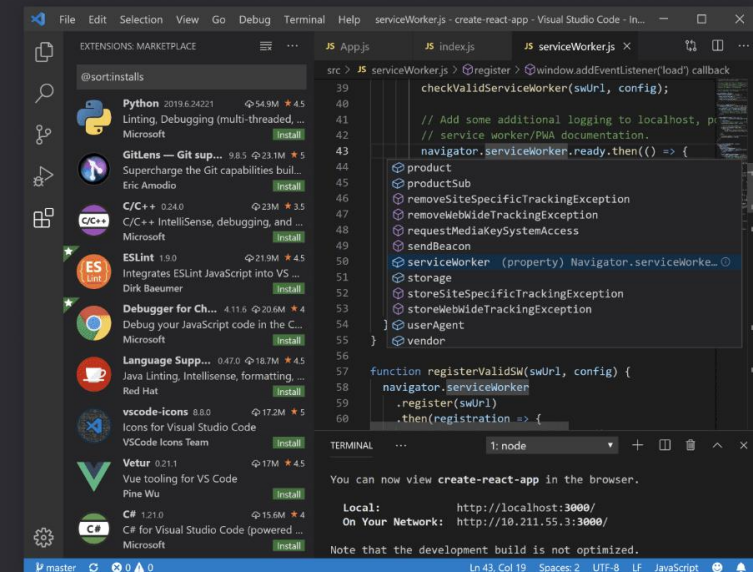 File Edit Selection View Go Debug Terminal Help serviceWorker.js - create-react-app - Visual Studio Code - In...
EXTENSIONS: MARKETPLACE
@sort:installs
Python 2019.6.24221 54.9M ★ 4.5
Linting, Debugging (multi-threaded, ...
Microsoft Install
GitLens — Git sup... 9.8.5 23.1M ★ 5
Supercharge the Git capabilities buil...
Eric Amodio Install
C/C++ 0.24.0 23M ★ 3.5
C/C++ IntelliSense, debugging, and ...
Microsoft Install
ESLint 1.9.0 21.9M ★ 4.5
Integrates ESLint JavaScript into VS ...
Dirk Baeumer Install
Debugger for Ch... 4.11.6 20.6M ★ 4
Debug your JavaScript code in the C...
Microsoft Install
Language Supp... 0.47.0 18.7M ★ 4.5
Java Linting, Intellisense, formatting, ...
Red Hat Install
vscode-icons 8.8.0 17.2M ★ 5
Icons for Visual Studio Code
VSCode Icons Team Install
Vetur 0.21.1 17M ★ 4.5
Vue tooling for VS Code
Pine Wu Install
C# 1.21.0 15.6M ★ 4
C# for Visual Studio Code (powered ...
Microsoft Install
C/C++
ES
Lint
C#
JS App.js JS index.js JS serviceWorker.js ×
src > JS serviceWorker.js > register > window.addEventListener('load') callback
39 checkValidServiceWorker(swUrl, config);
40
41 // Add some additional logging to localhost, p
42 // service worker/PWA documentation.
43 navigator.serviceWorker.ready.then(() => {
44 product
45 productSub
46 removeSiteSpecificTrackingException
47 removeWebWideTrackingException
48 requestMediaKeySystemAccess
49 sendBeacon
50 serviceWorker (property) Navigator.serviceWorke...
51 storage
52 storeSiteSpecificTrackingException
53 storeWebWideTrackingException
54 } userAgent
55 } vendor
56
57 function registerValidSW(swUrl, config) {
58 navigator.serviceWorker
59 .register(swUrl)
60 .then(registration => {
TERMINAL ... 1: node
You can now view create-react-app in the browser.
Local: http://localhost:3000/
On Your Network: http://10.211.55.3:3000/
Note that the development build is not optimized.
master 0 0 Ln 43, Col 19 Spaces: 2 UTF-8 LF JavaScript